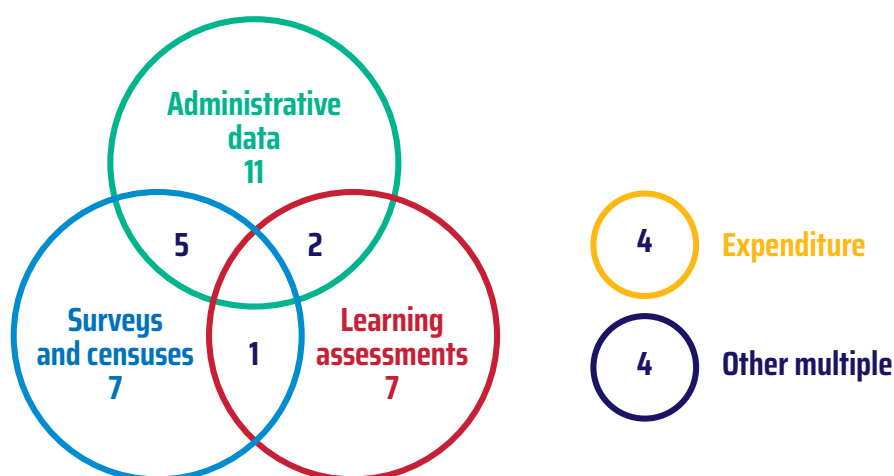 Administrative
data
11
5
2
Surveys
and censuses
7
1
Learning
assessments
7
4
Expenditure
4
Other multiple